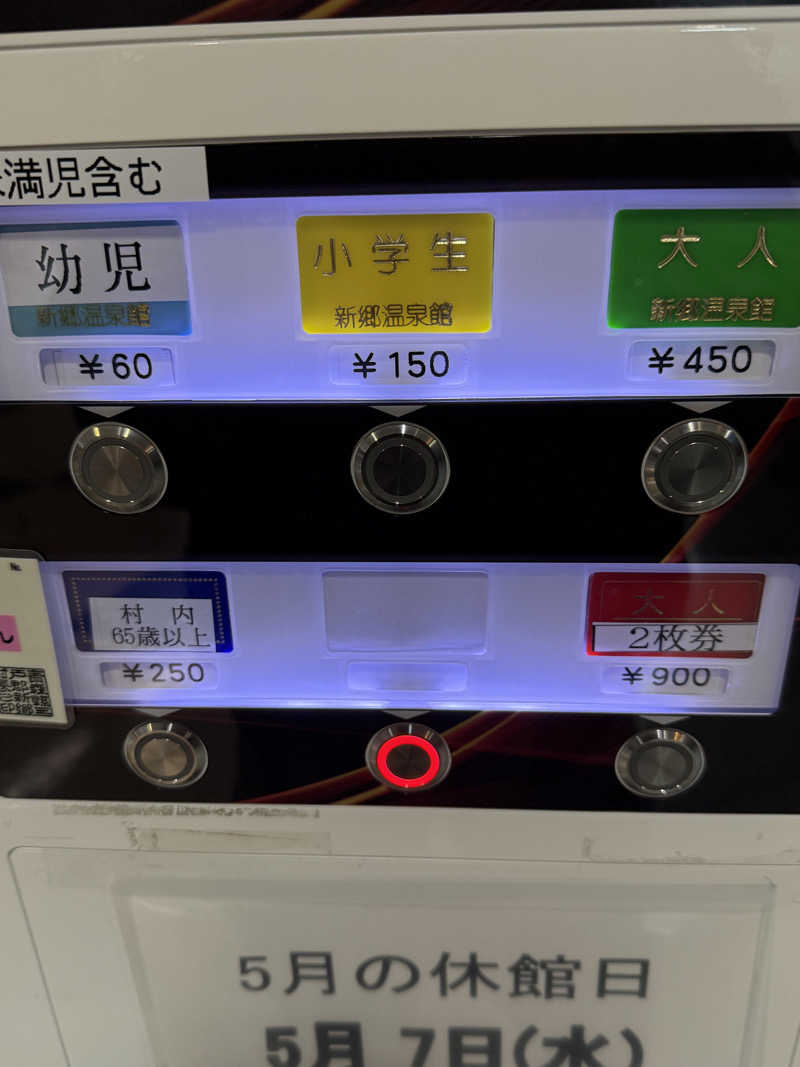 満児含む
幼児
新郷温泉館
¥60
小学生
新郷温泉館
¥150
大人
新郷温泉館
¥450
村内
65歳以上
¥250
大人
2枚券
¥900
ん
5月の休館日
5月 7日(水)